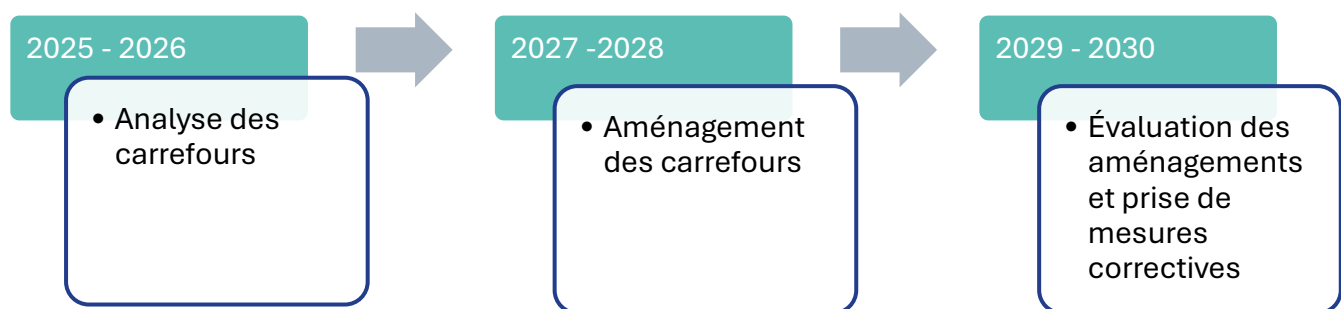 2025 - 2026
• Analyse des
carrefours
2027 -2028
• Aménagement
des carrefours
2029 - 2030
• Évaluation des
aménagements
et prise de
mesures
correctives